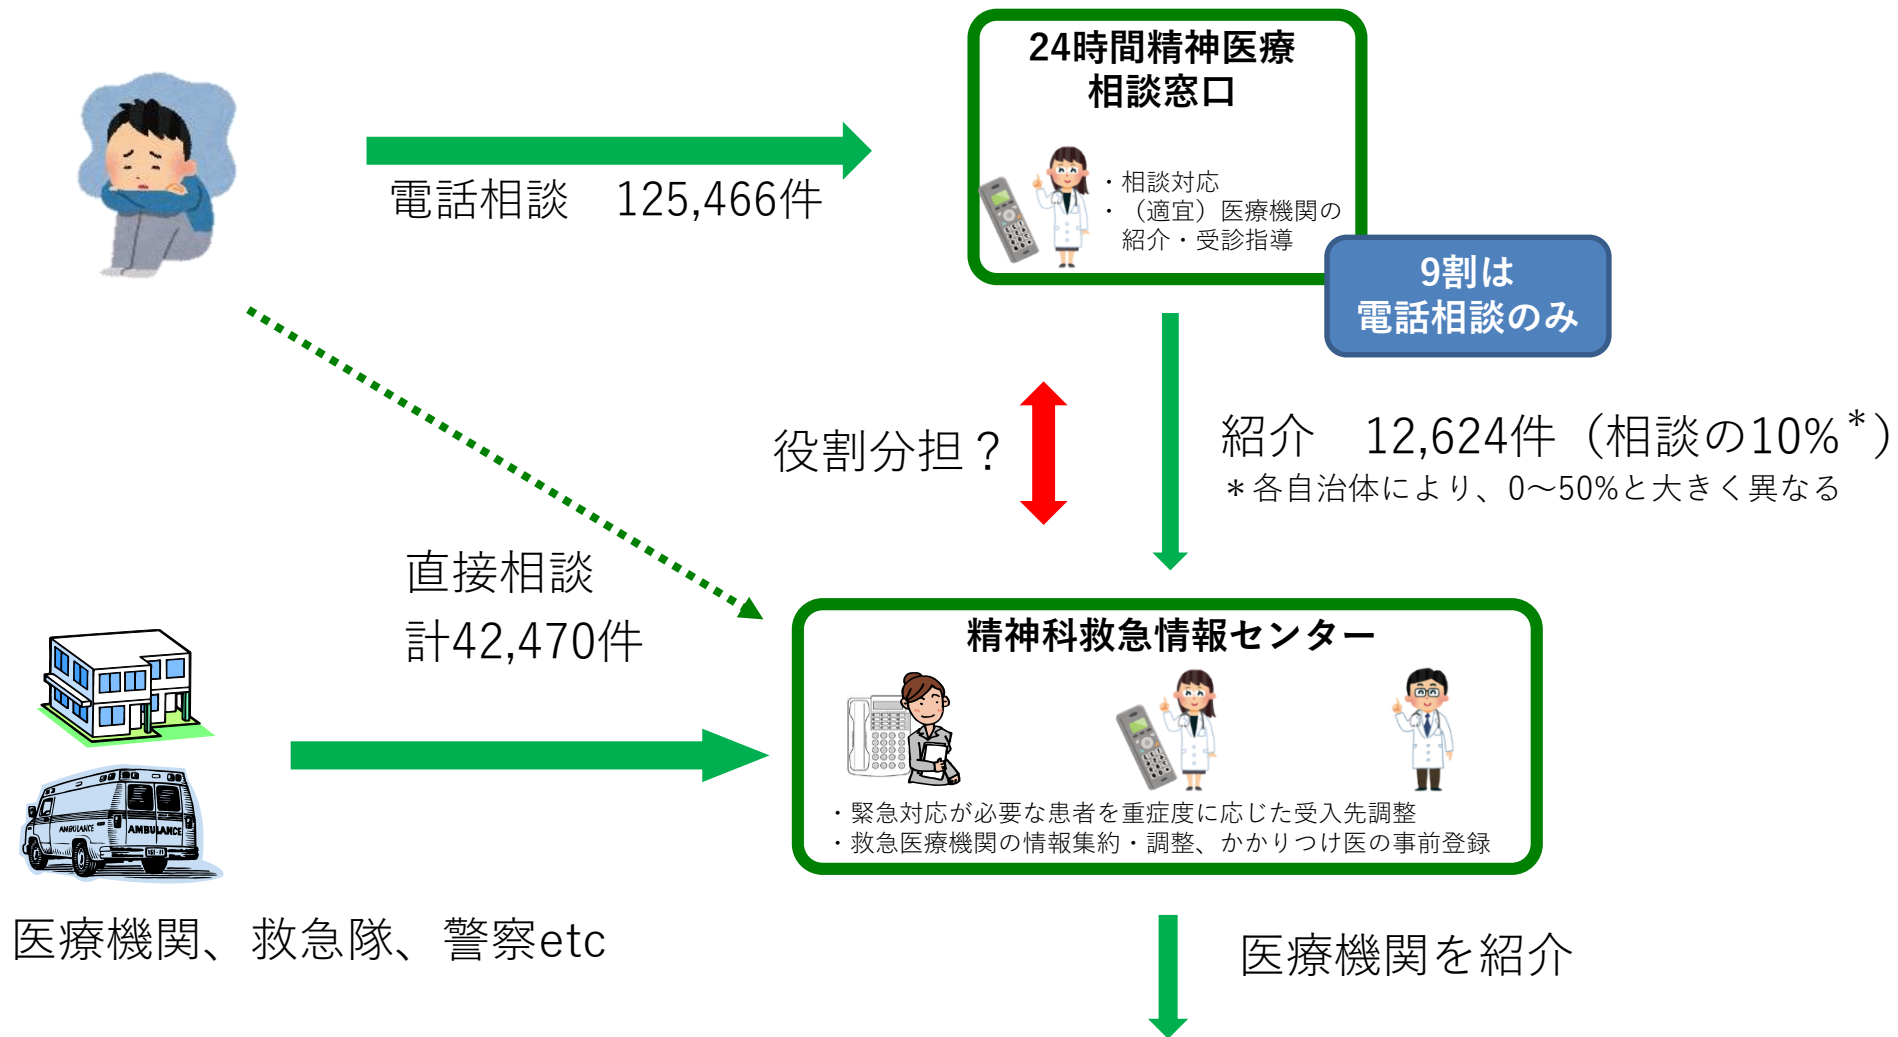 24時間精神医療
相談窓口
・相談対応
・（適宜）医療機関の
紹介・受診指導
9割は
電話相談のみ
電話相談　125,466件
役割分担？
紹介　12,624件（相談の10%*）
＊各自治体により、0～50%と大きく異なる
直接相談
計42,470件
精神科救急情報センター
・緊急対応が必要な患者を重症度に応じた受入先調整
・救急医療機関の情報集約・調整、かかりつけ医の事前登録
AMBULANCE
AMBULANCE
医療機関、救急隊、警察etc
医療機関を紹介